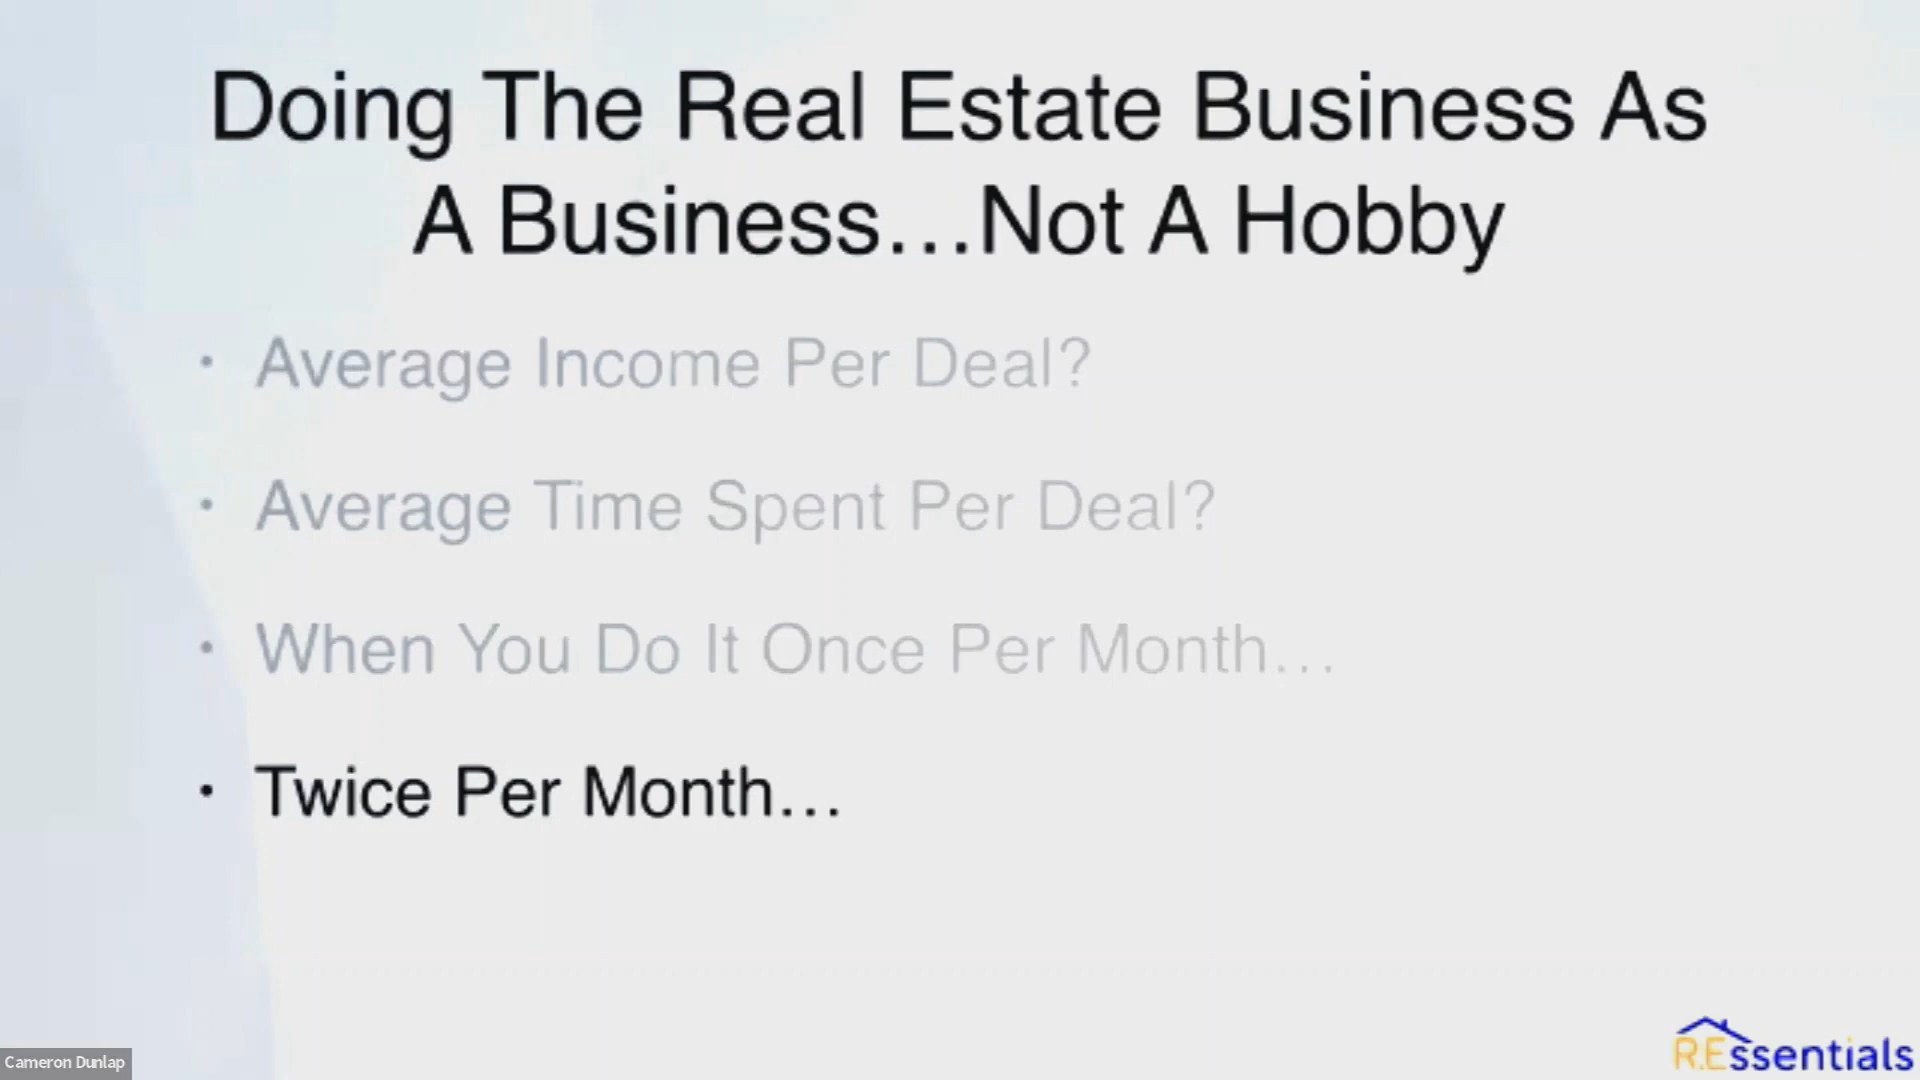 Doing The Real Estate Business As
A Business…Not A Hobby
• Average Income Per Deal?
• Average Time Spent Per Deal?
• When You Do It Once Per Month…
• Twice Per Month…
Cameron Dunlap
R.Essentials